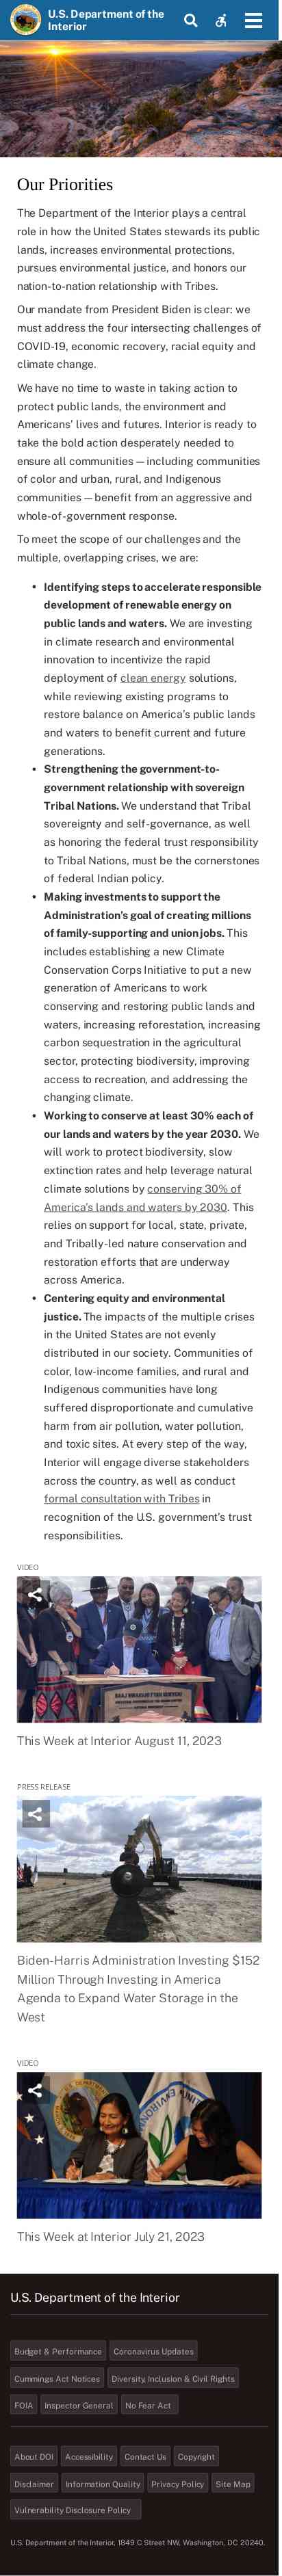 U.S. Department of the
Interior
Our Priorities
The Department of the Interior plays a central
role in how the United States stewards its public
lands, increases environmental protections,
pursues environmental justice, and honors our
nation-to-nation relationship with Tribes.
Our mandate from President Biden is clear: we
must address the four intersecting challenges of
COVID-19, economic recovery, racial equity and
climate change.
We have no time to waste in taking action to
protect public lands, the environment and
Americans' lives and futures. Interior is ready to
take the bold action desperately needed to
ensure all communities — including communities
of color and urban, rural, and Indigenous
communities — benefit from an aggressive and
whole-of-government response.
To meet the scope of our challenges and the
multiple, overlapping crises, we are:
• Identifying steps to accelerate responsible
development of renewable energy on
public lands and waters. We are investing
in climate research and environmental
innovation to incentivize the rapid
deployment of clean energy solutions,
while reviewing existing programs to
restore balance on America's public lands
and waters to benefit current and future
generations.
• Strengthening the government-to-
government relationship with sovereign
Tribal Nations. We understand that Tribal
sovereignty and self-governance, as well
as honoring the federal trust responsibility
to Tribal Nations, must be the cornerstones
of federal Indian policy.
• Making investments to support the
Administration's goal of creating millions
of family-supporting and union jobs. This
includes establishing a new Climate
Conservation Corps Initiative to put a new
generation of Americans to work
conserving and restoring public lands and
waters, increasing reforestation, increasing
carbon sequestration in the agricultural
sector, protecting biodiversity, improving
access to recreation, and addressing the
changing climate.
• Working to conserve at least 30% each of
our lands and waters by the year 2030. We
will work to protect biodiversity, slow
extinction rates and help leverage natural
climate solutions by conserving 30% of
America's lands and waters by 2030. This
relies on support for local, state, private,
and Tribally-led nature conservation and
restoration efforts that are underway
across America.
• Centering equity and environmental
justice. The impacts of the multiple crises
in the United States are not evenly
distributed in our society. Communities of
color, low-income families, and rural and
Indigenous communities have long
suffered disproportionate and cumulative
harm from air pollution, water pollution,
and toxic sites. At every step of the way,
Interior will engage diverse stakeholders
across the country, as well as conduct
formal consultation with Tribes in
recognition of the U.S. government's trust
responsibilities.
VIDEO
This Week at Interior August 11, 2023
PRESS RELEASE
Biden-Harris Administration Investing $152
Million Through Investing in America
Agenda to Expand Water Storage in the
West
VIDEO
This Week at Interior July 21, 2023
U.S. Department of the Interior
Budget & Performance Coronavirus Updates
Cummings Act Notices Diversity, Inclusion & Civil Rights
FOIA Inspector General No Fear Act
About DOI Accessibility Contact Us Copyright
Disclaimer Information Quality Privacy Policy Site Map
Vulnerability Disclosure Policy
U.S. Department of the Interior, 1849 C Street NW, Washington, DC 20240.